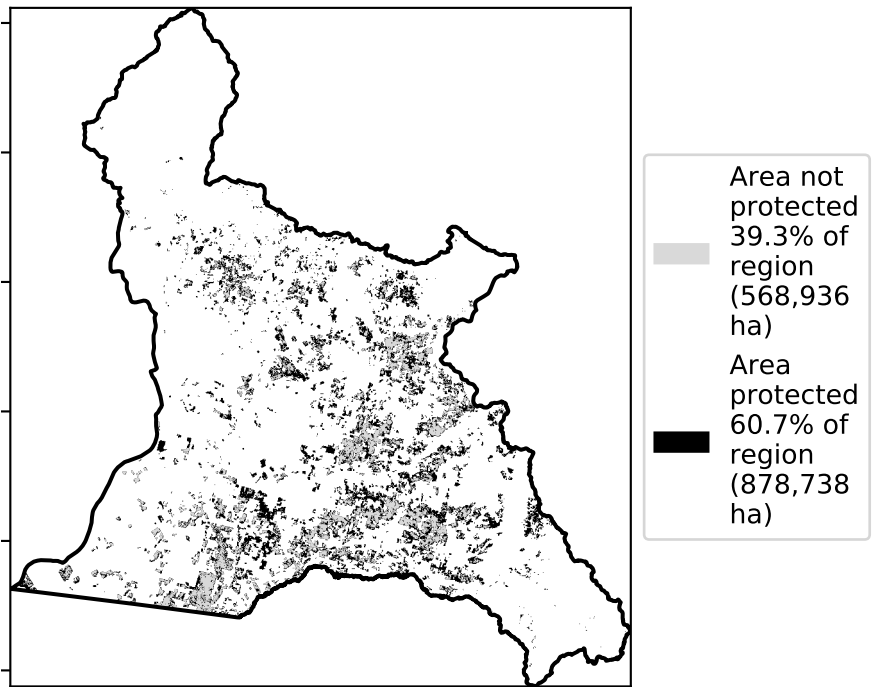 Area not
protected
39.3% of
region
(568,936
ha)
Area
protected
60.7% of
region
(878,738
ha)